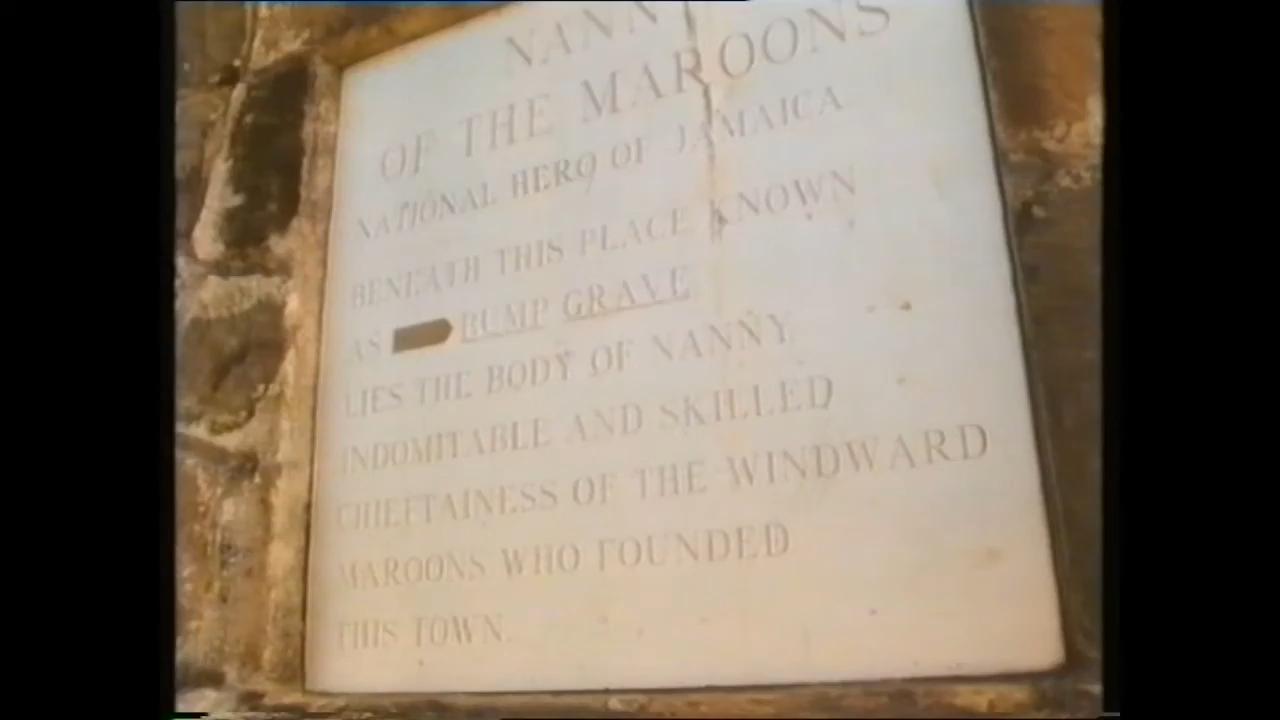 NANNY
OF THE MAROONS
NATIONAL HERO OF JAMAICA
BENEATH THIS PLACE KNOWN
AS BUMP GRAVE
LIES THE BODY OF NANNY
INDOMITABLE AND SKILLED
CHIEFTAINESS OF THE WINDWARD
MAROONS WHO FOUNDED
THIS TOWN.